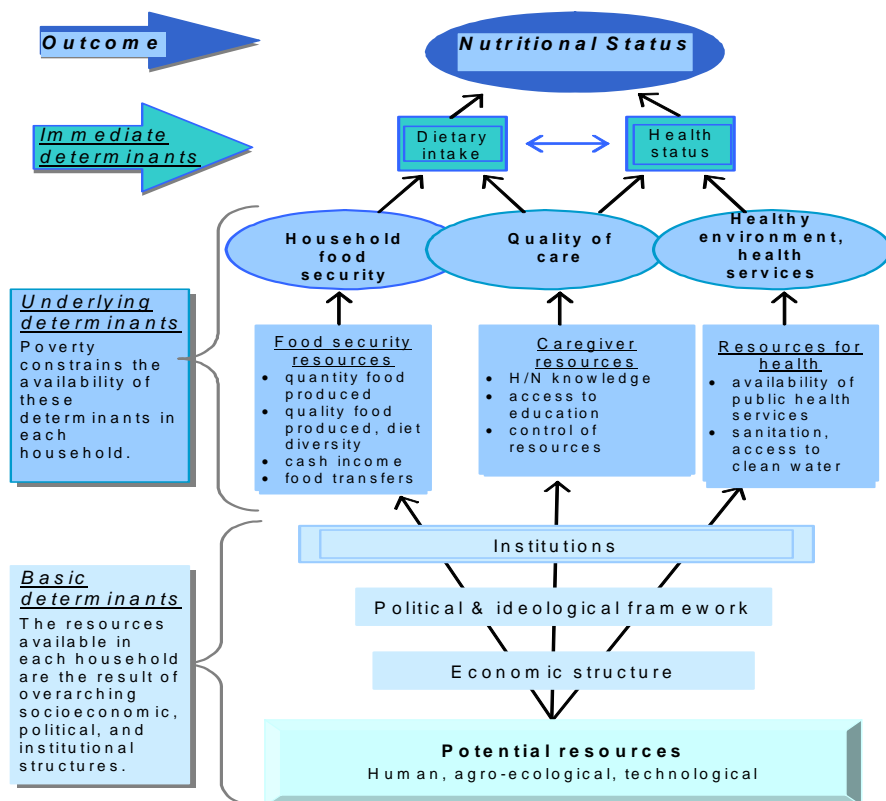 Outcome
Nutritional Status
Immediate
determinants
Dietary
intake
Health
status
Household
food
security
Quality of
care
Healthy
environment,
health
services
Underlying
determinants
Poverty
constrains the
availability of
these
determinants in
each
household.
Food security
resources
• quantity food
produced
• quality food
produced, diet
diversity
• cash income
• food transfers
Caregiver
resources
• H/N knowledge
• access to
education
• control of
resources
Resources for
health
• availability of
public health
services
• sanitation,
access to
clean water
Basic
determinants
The resources
available in
each household
are the result of
overarching
socioeconomic,
political, and
institutional
structures.
Institutions
Political & ideological framework
Economic structure
Potential resources
Human, agro-ecological, technological